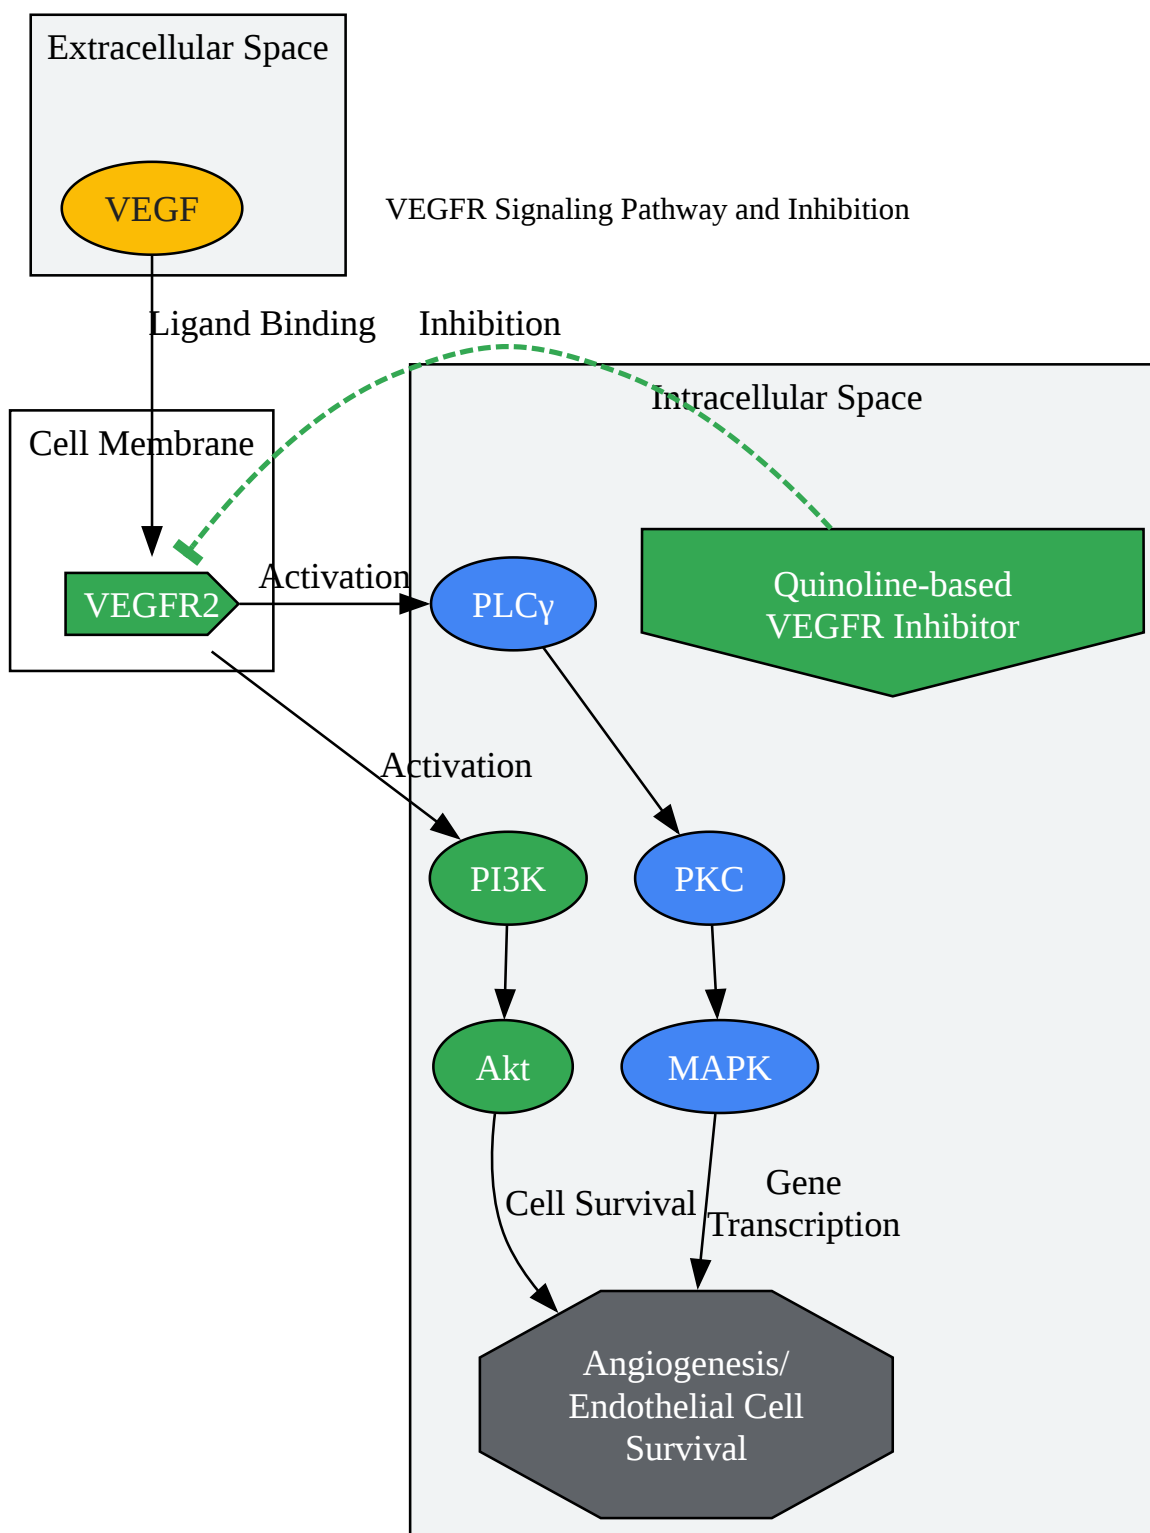 Extracellular Space
VEGF
VEGFR Signaling Pathway and Inhibition
Ligand Binding
Inhibition
Intracellular Space
Cell Membrane
VEGFR2
Activation
PLCγ
Quinoline-based
VEGFR Inhibitor
Activation
PI3K
PKC
Akt
MAPK
Cell Survival
Gene
Transcription
Angiogenesis/
Endothelial Cell
Survival